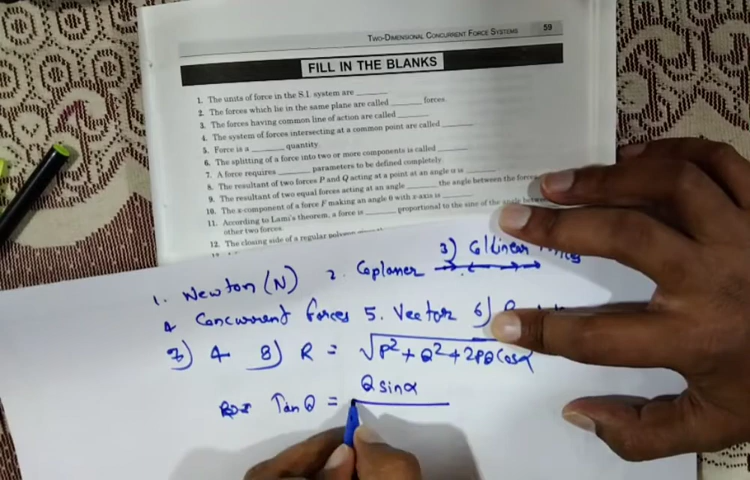 TWO-DIMENSIONAL CONCURRENT FORCE SYSTEMS 59
FILL IN THE BLANKS
1. The units of force in the S.I. system are ______
2. The forces which lie in the same plane are called ______ forces.
3. The forces having common line of action are called ______
4. The system of forces intersecting at a common point are called ______
5. Force is a ______ quantity.
6. The splitting of a force into two or more components is called ______
7. A force requires ______ parameters to be defined completely.
8. The resultant of two forces P and Q acting at a point at an angle α is ______
9. The resultant of two equal forces acting at an angle ______ the angle between the forces
10. The x-component of a force F making an angle θ with x-axis is ______
11. According to Lami's theorem, a force is ______ proportional to the sine of the angle
other two forces.
12. The closing side of a regular
1. Newton (N) 2. Coplaner 3) Collinear
4 Concurrent forces 5. Vector 6)
7) 4 8) R = √P²+Q²+2PQ Cosα
Tan θ = Q sinα